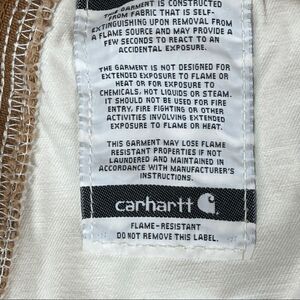 GARMENT IS CONSTRUCTED
FROM FABRIC THAT IS SELF-
EXTINGUISHING UPON REMOVAL FROM
A FLAME SOURCE AND MAY PROVIDE A
FEW SECONDS TO REACT TO AN
ACCIDENTAL EXPOSURE.
THE GARMENT IS NOT DESIGNED FOR
EXTENDED EXPOSURE TO FLAME OR
HEAT OR FOR EXPOSURE TO
CHEMICALS, HOT LIQUIDS OR STEAM.
IT SHOULD NOT BE USED FOR FIRE
ENTRY, FIRE FIGHTING OR OTHER
ACTIVITIES INVOLVING EXTENDED
EXPOSURE TO FLAME OR HEAT.
THIS GARMENT MAY LOSE FLAME
RESISTANT PROPERTIES IF NOT
LAUNDERED AND MAINTAINED IN
ACCORDANCE WITH MANUFACTURER'S
INSTRUCTIONS.
carhartt
FLAME-RESISTANT
DO NOT REMOVE THIS LABEL.